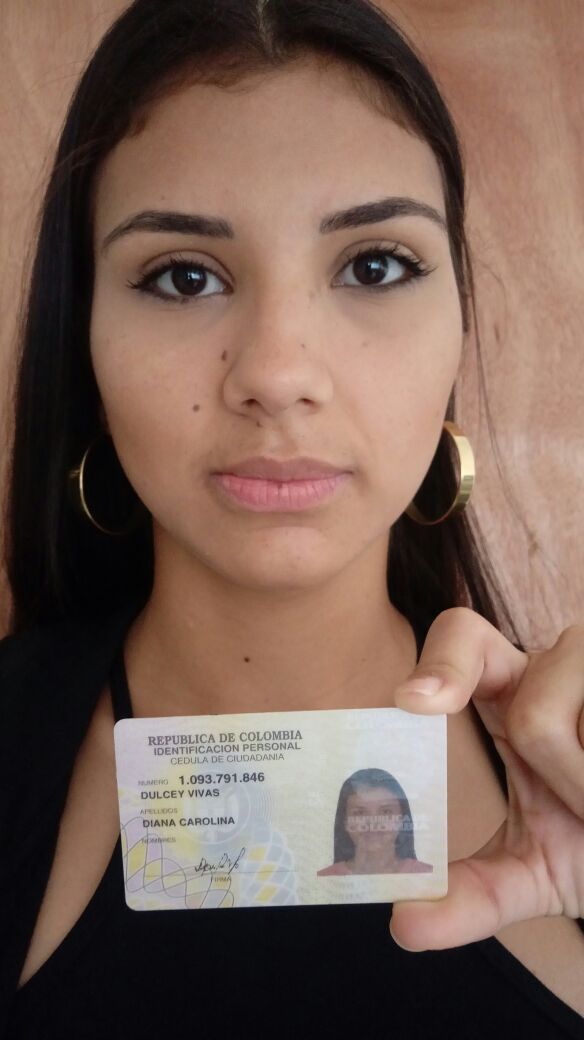 REPUBLICA DE COLOMBIA
IDENTIFICACION PERSONAL
CEDULA DE CIUDADANIA
NUMERO 1.093.791.846
DULCEY VIVAS
APELLIDOS
DIANA CAROLINA
NOMBRES
FIRMA
REPUBLICA DE
COLOMBIA